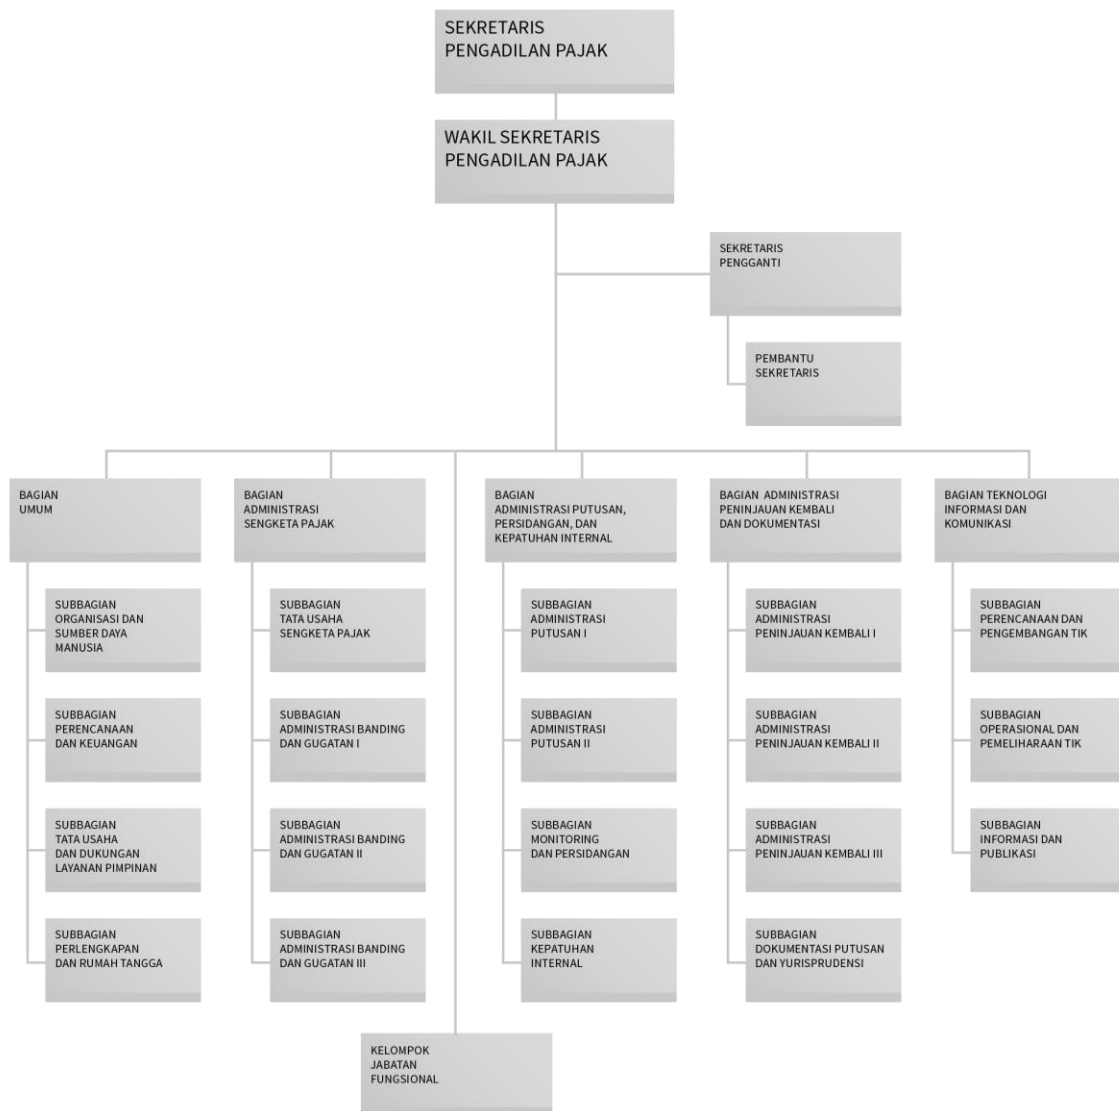 SEKRETARIS
PENGADILAN PAJAK
WAKIL SEKRETARIS
PENGADILAN PAJAK
SEKRETARIS
PENGGANTI
PEMBANTU
SEKRETARIS
BAGIAN
UMUM
SUBBAGIAN
ORGANISASI DAN
SUMBER DAYA
MANUSIA
SUBBAGIAN
PERENCANAAN
DAN KEUANGAN
SUBBAGIAN
TATA USAHA
DAN DUKUNGAN
LAYANAN PIMPINAN
SUBBAGIAN
PERLENGKAPAN
DAN RUMAH TANGGA
BAGIAN
ADMINISTRASI
SENGKETA PAJAK
SUBBAGIAN
TATA USAHA
SENGKETA PAJAK
SUBBAGIAN
ADMINISTRASI BANDING
DAN GUGATAN I
SUBBAGIAN
ADMINISTRASI BANDING
DAN GUGATAN II
SUBBAGIAN
ADMINISTRASI BANDING
DAN GUGATAN III
BAGIAN
ADMINISTRASI PUTUSAN,
PERSIDANGAN, DAN
KEPATUHAN INTERNAL
SUBBAGIAN
ADMINISTRASI
PUTUSAN I
SUBBAGIAN
ADMINISTRASI
PUTUSAN II
SUBBAGIAN
MONITORING
DAN PERSIDANGAN
SUBBAGIAN
KEPATUHAN
INTERNAL
BAGIAN ADMINISTRASI
PENINJAUAN KEMBALI
DAN DOKUMENTASI
SUBBAGIAN
ADMINISTRASI
PENINJAUAN KEMBALI I
SUBBAGIAN
ADMINISTRASI
PENINJAUAN KEMBALI II
SUBBAGIAN
ADMINISTRASI
PENINJAUAN KEMBALI III
SUBBAGIAN
DOKUMENTASI PUTUSAN
DAN YURISPRUDENSI
BAGIAN TEKNOLOGI
INFORMASI DAN
KOMUNIKASI
SUBBAGIAN
PERENCANAAN DAN
PENGEMBANGAN TIK
SUBBAGIAN
OPERASIONAL DAN
PEMELIHARAAN TIK
SUBBAGIAN
INFORMASI DAN
PUBLIKASI
KELOMPOK
JABATAN
FUNGSIONAL